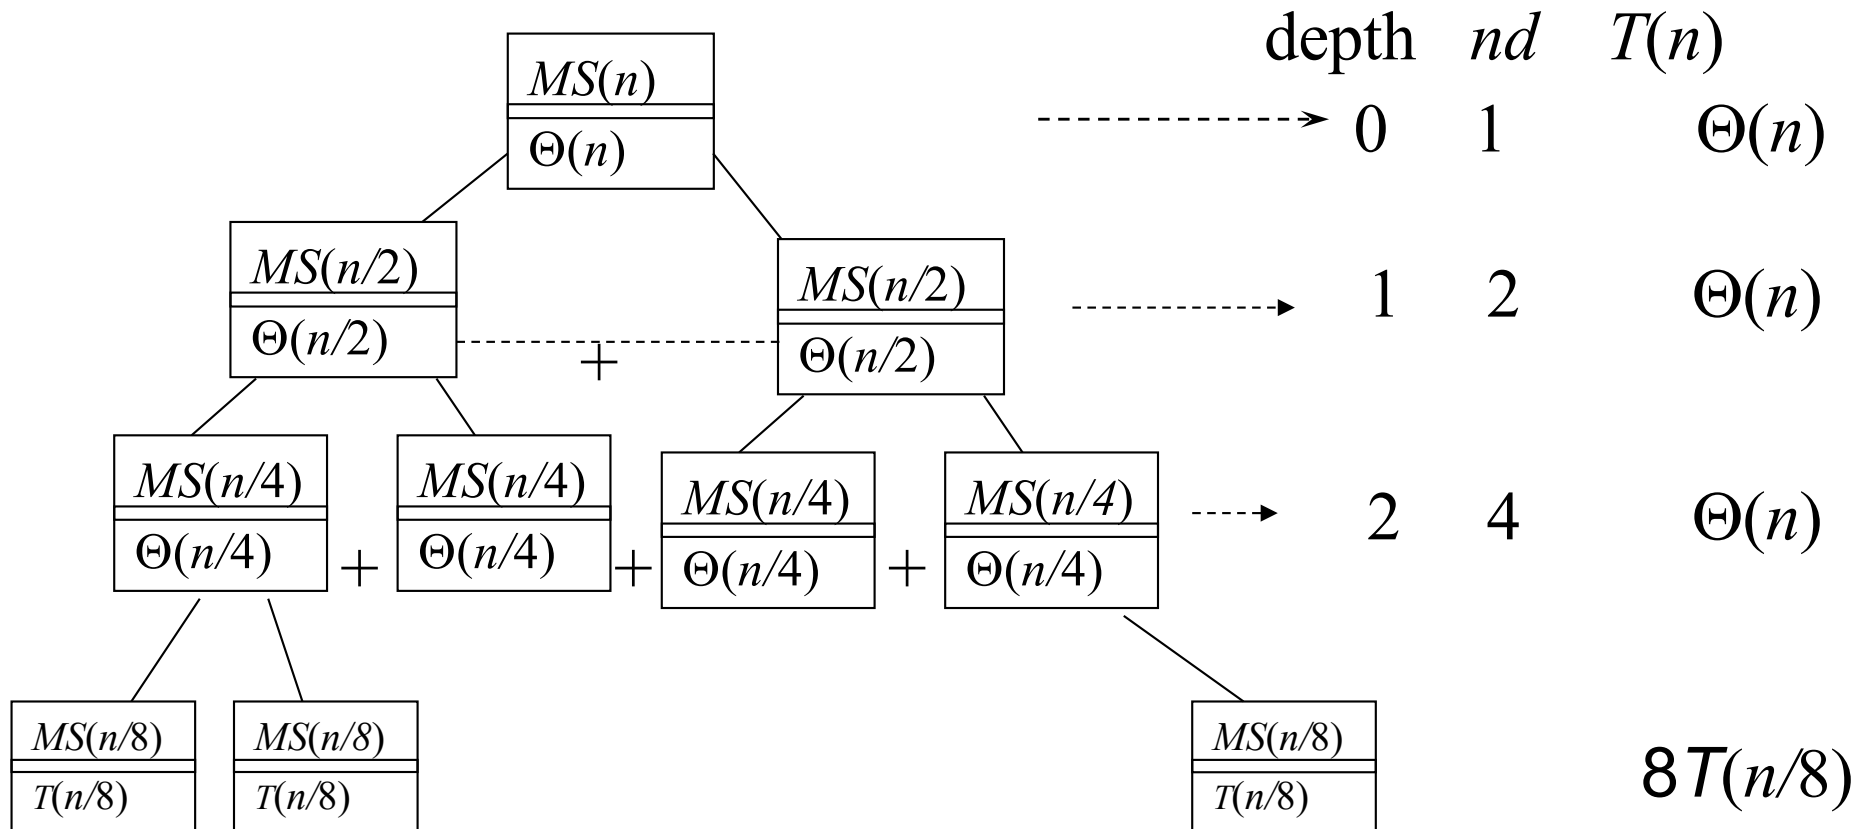 depth nd T(n)
MS(n)
0 1 Θ(n)
Θ(n)
MS(n/2) MS(n/2)
1 2 Θ(n)
Θ(n/2) + Θ(n/2)
MS(n/4) MS(n/4) MS(n/4) MS(n/4)
2 4 Θ(n)
Θ(n/4) + Θ(n/4) + Θ(n/4) + Θ(n/4)
MS(n/8) MS(n/8) MS(n/8)
8T(n/8)
T(n/8) T(n/8) T(n/8)